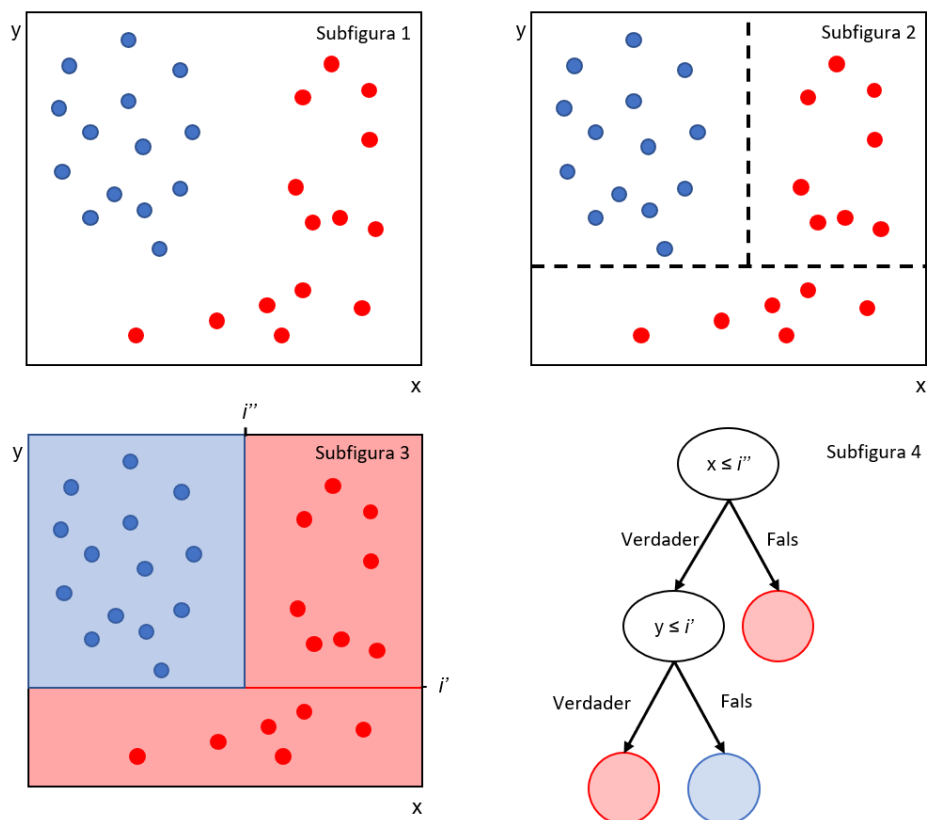 y
Subfigura 1
x
y
Subfigura 2
x
i’’
y
Subfigura 3
i’
x
Subfigura 4
x ≤ i’’
Verdader
Fals
y ≤ i’
Verdader
Fals